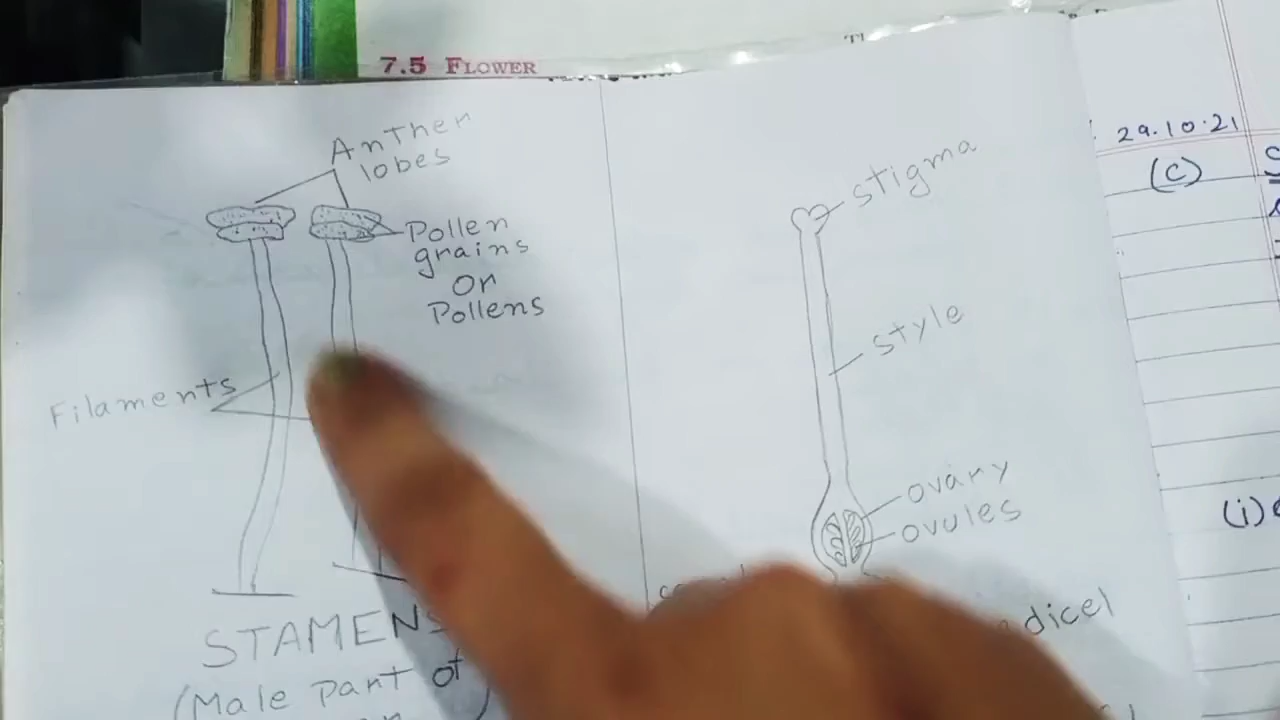 7.5 FLOWER
Anther
lobes
Pollen
grains
or
Pollens
Filaments
STAMENS
(Male part of
stigma
style
ovary
ovules
29.10.21
(c)
(i)